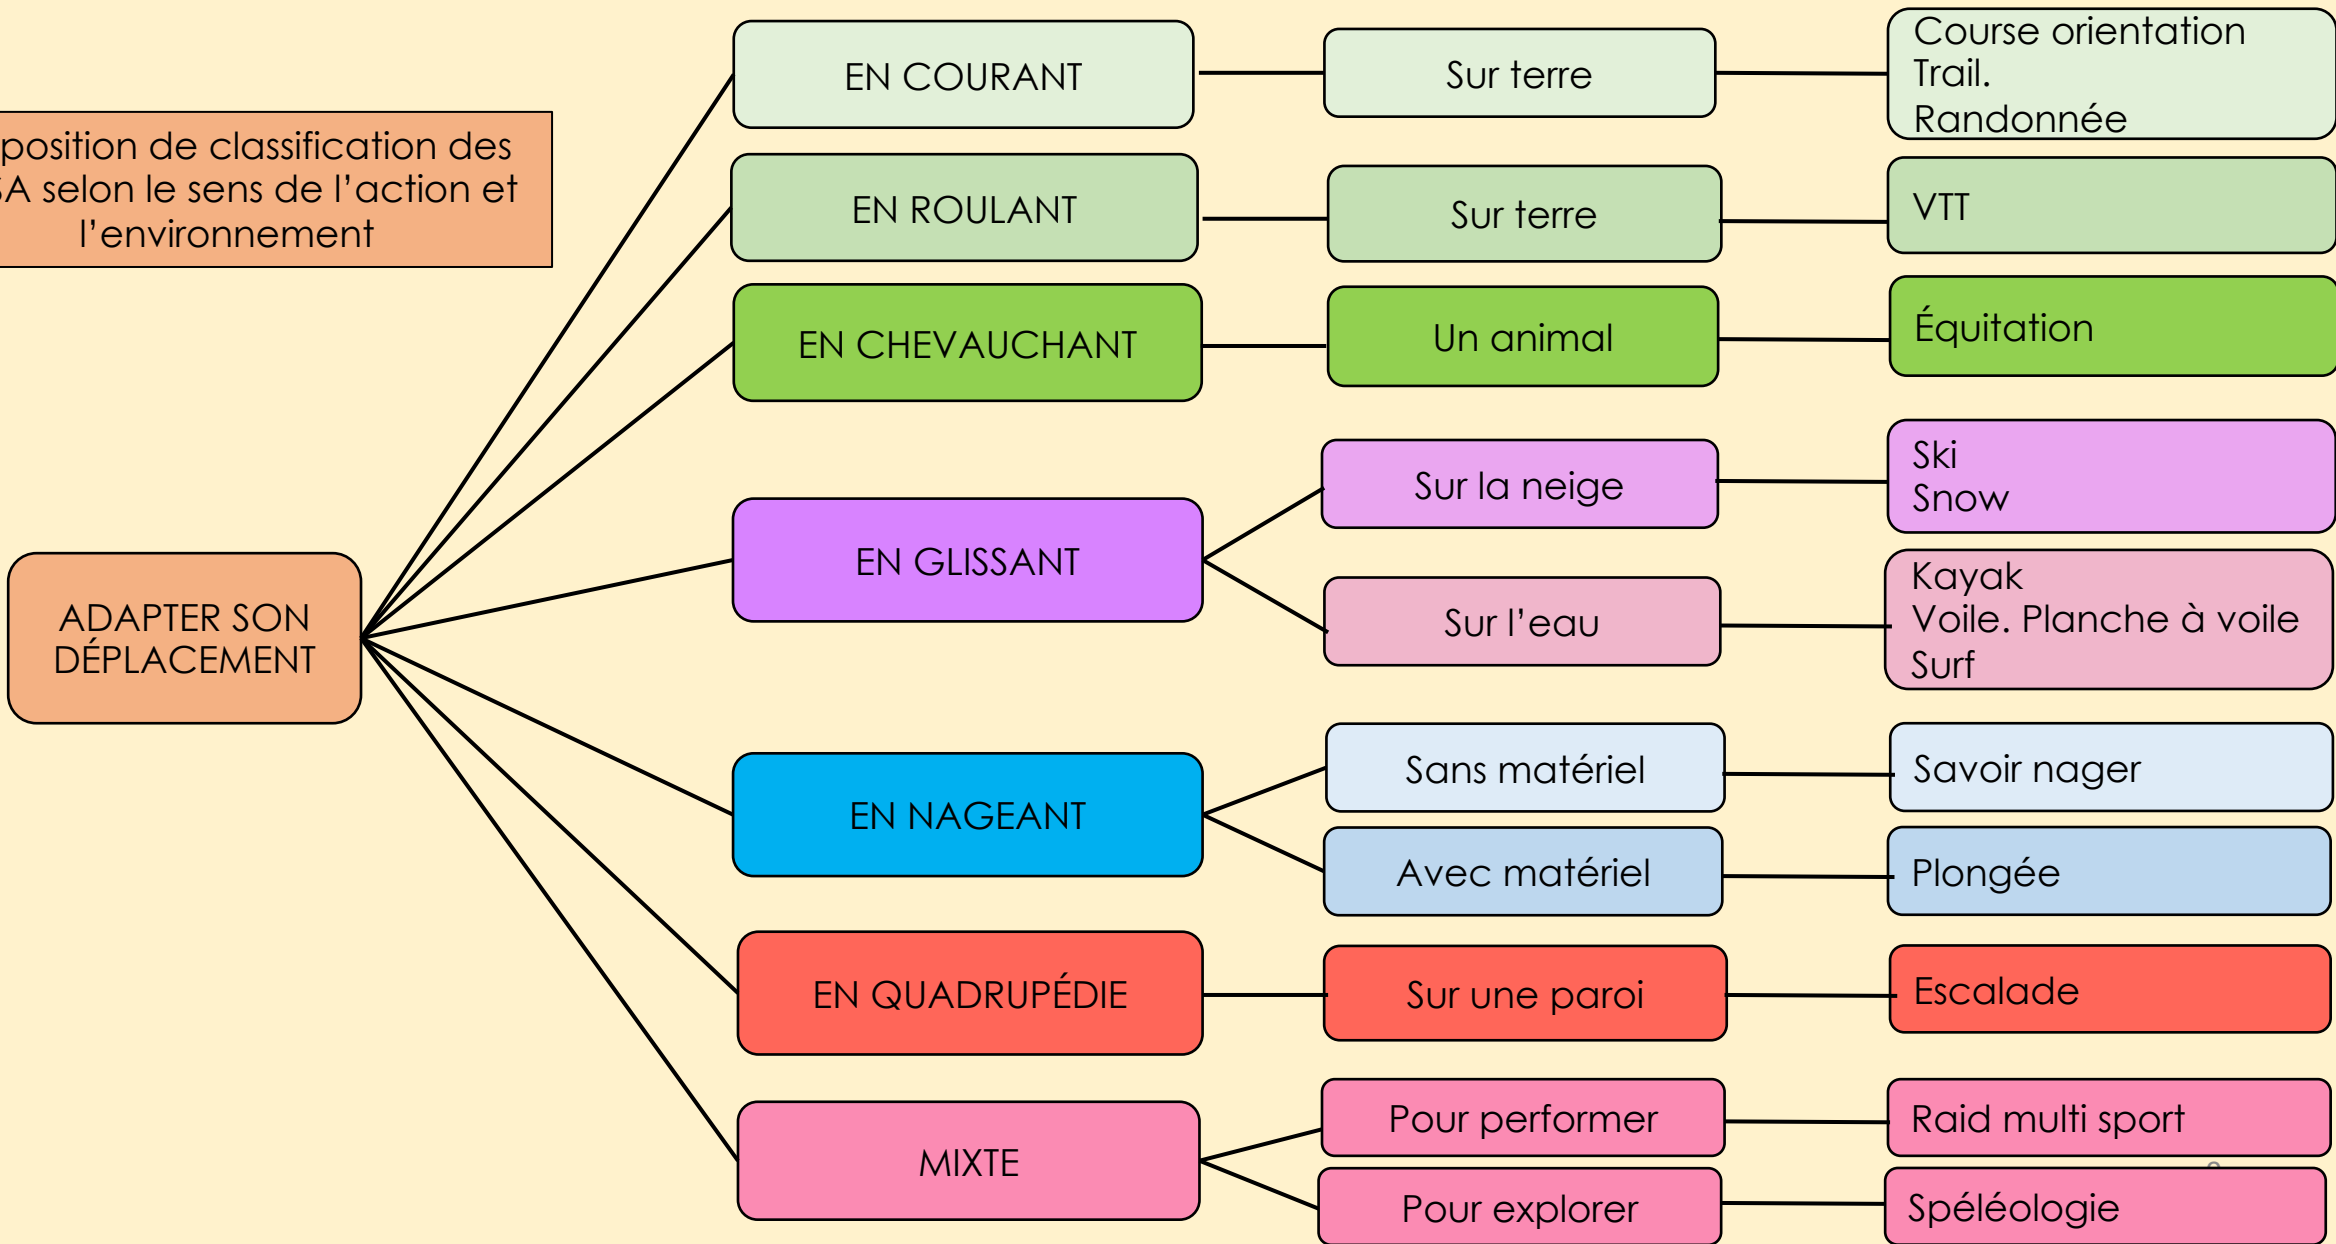 position de classification des
SA selon le sens de l'action et
l'environnement
ADAPTER SON
DÉPLACEMENT
EN COURANT
Sur terre
Course orientation
Trail.
Randonnée
EN ROULANT
Sur terre
VTT
EN CHEVAUCHANT
Un animal
Équitation
EN GLISSANT
Sur la neige
Ski
Snow
Sur l'eau
Kayak
Voile. Planche à voile
Surf
EN NAGEANT
Sans matériel
Savoir nager
Avec matériel
Plongée
EN QUADRUPÉDIE
Sur une paroi
Escalade
MIXTE
Pour performer
Raid multi sport
Pour explorer
Spéléologie